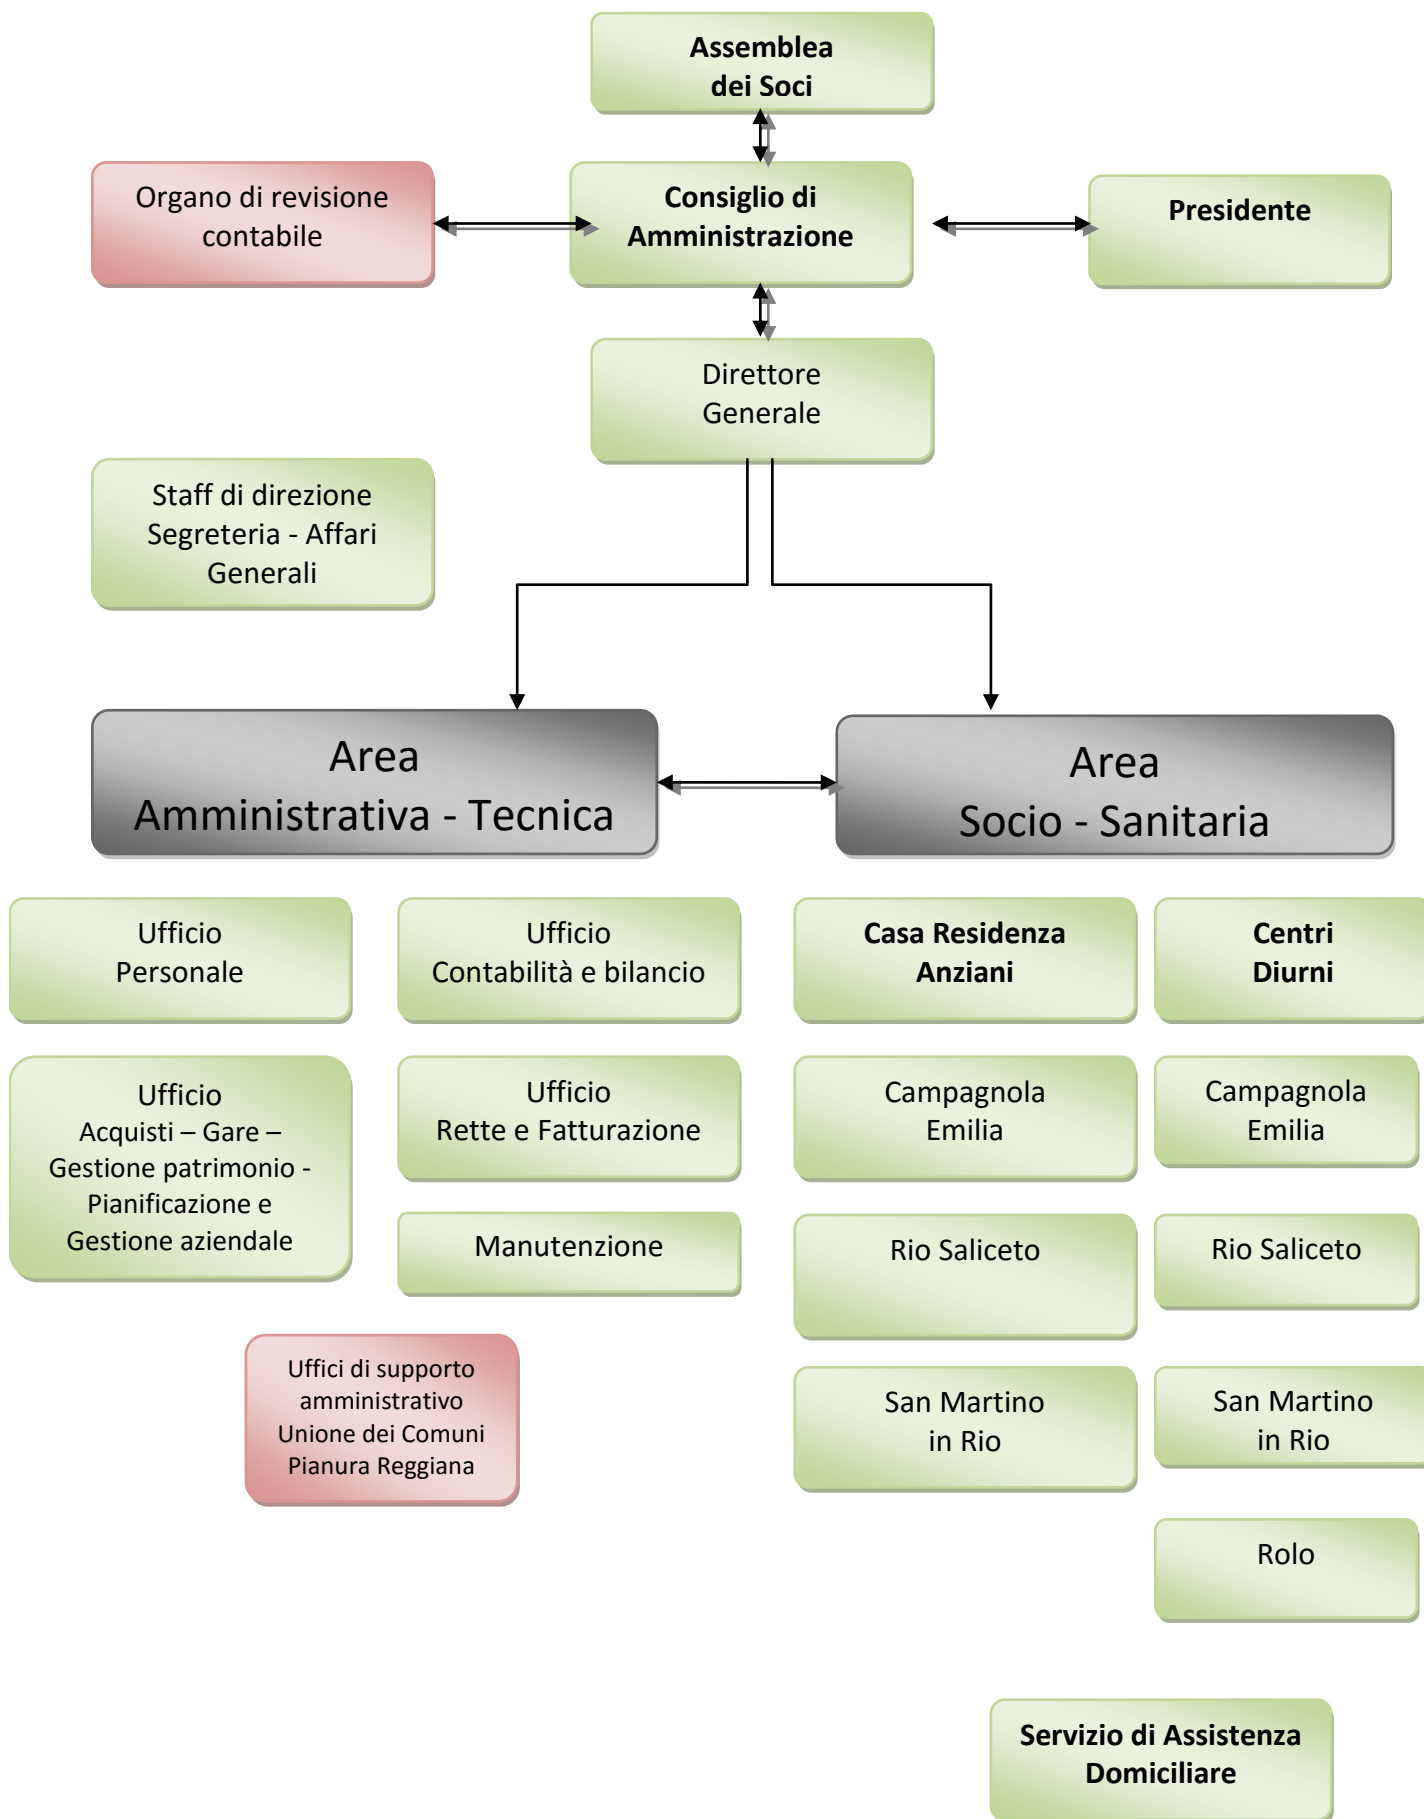 Assemblea
dei Soci
Organo di revisione
contabile
Consiglio di
Amministrazione
Presidente
Direttore
Generale
Staff di direzione
Segreteria - Affari
Generali
Area
Amministrativa - Tecnica
Area
Socio - Sanitaria
Ufficio
Personale
Ufficio
Contabilità e bilancio
Casa Residenza
Anziani
Centri
Diurni
Ufficio
Acquisti – Gare –
Gestione patrimonio -
Pianificazione e
Gestione aziendale
Ufficio
Rette e Fatturazione
Campagnola
Emilia
Campagnola
Emilia
Manutenzione
Rio Saliceto
Rio Saliceto
Uffici di supporto
amministrativo
Unione dei Comuni
Pianura Reggiana
San Martino
in Rio
San Martino
in Rio
Rolo
Servizio di Assistenza
Domiciliare